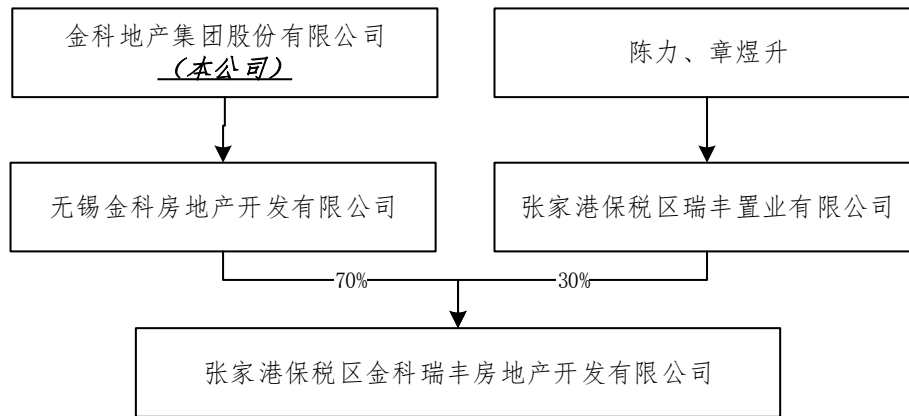 金科地产集团股份有限公司
（本公司）
陈力、章煜升
无锡金科房地产开发有限公司
张家港保税区瑞丰置业有限公司
70%
30%
张家港保税区金科瑞丰房地产开发有限公司